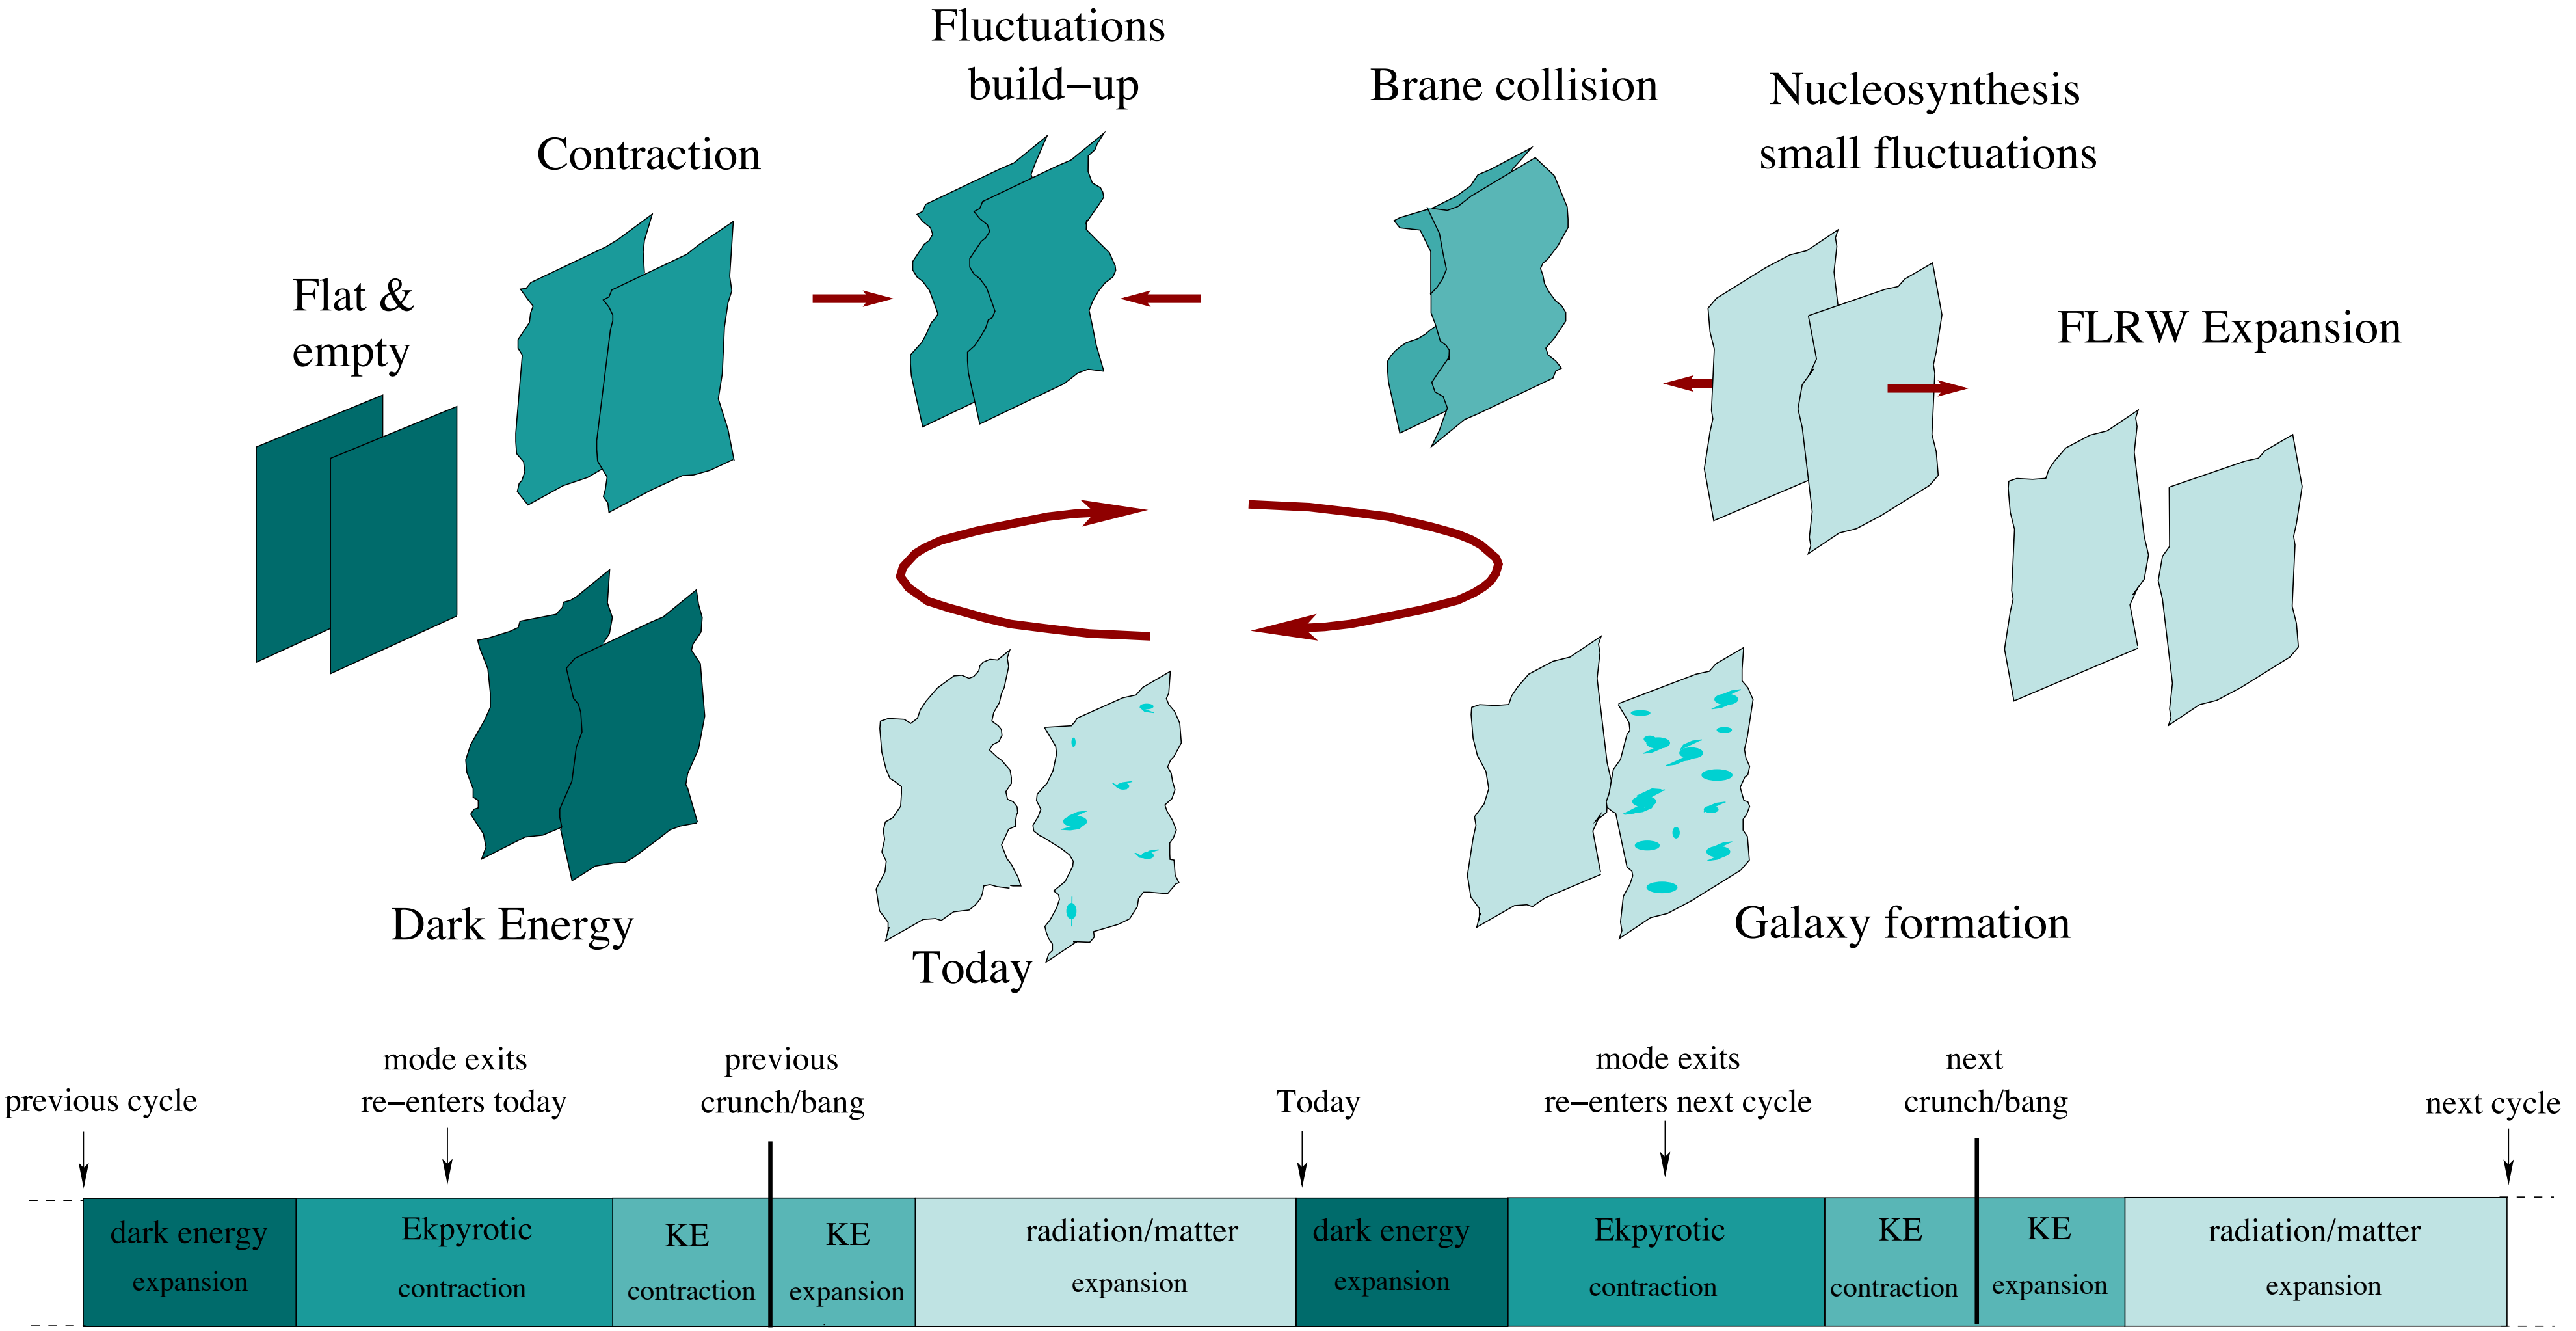 Fluctuations
build−up
Brane collision
Nucleosynthesis
small fluctuations
Contraction
Flat &
empty
FLRW Expansion
Dark Energy
Today
Galaxy formation
previous cycle
mode exits
re−enters today
previous
crunch/bang
Today
mode exits
re−enters next cycle
next
crunch/bang
next cycle
dark energy
expansion
Ekpyrotic
contraction
KE
contraction
KE
expansion
radiation/matter
expansion
dark energy
expansion
Ekpyrotic
contraction
KE
contraction
KE
expansion
radiation/matter
expansion